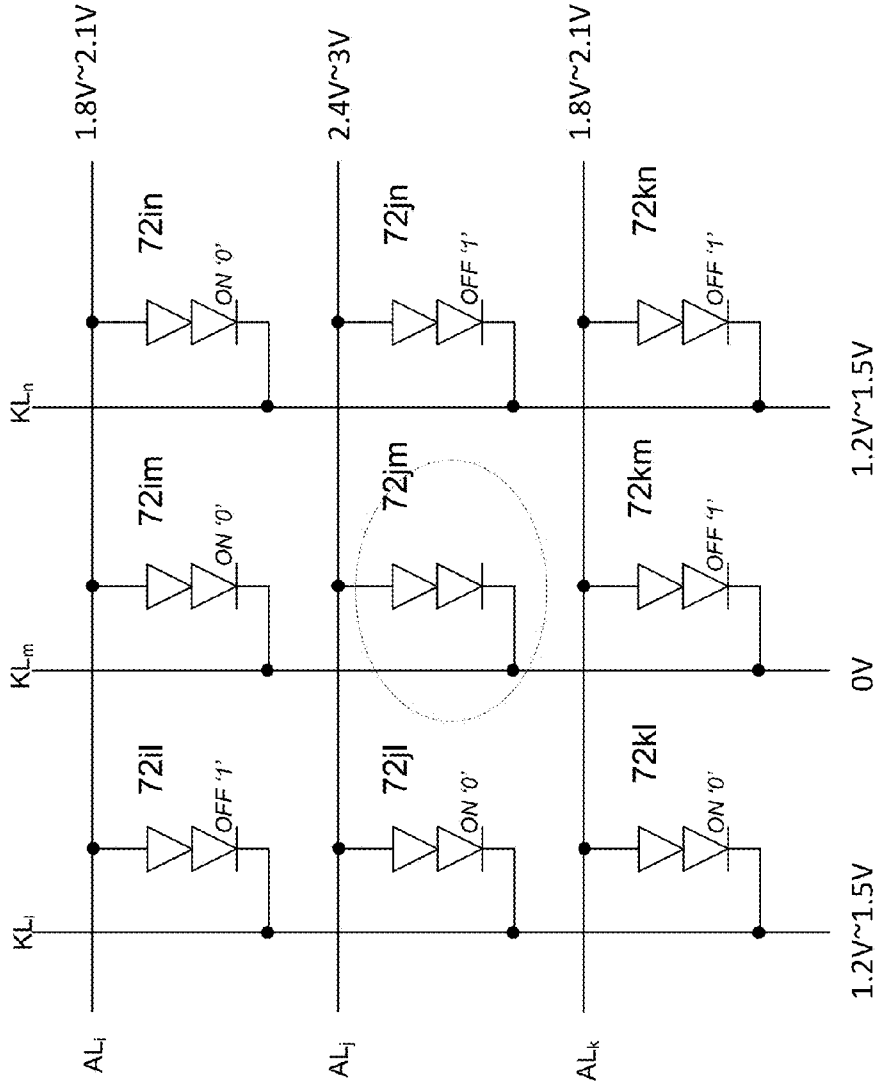 KLₗ
KLₘ
KLₙ
ALᵢ
1.8V~2.1V
72il
OFF '1'
72im
ON '0'
72in
ON '0'
ALⱼ
2.4V~3V
72jl
ON '0'
72jm
72jn
OFF '1'
ALₖ
1.8V~2.1V
72kl
ON '0'
72km
OFF '1'
72kn
OFF '1'
1.2V~1.5V
0V
1.2V~1.5V